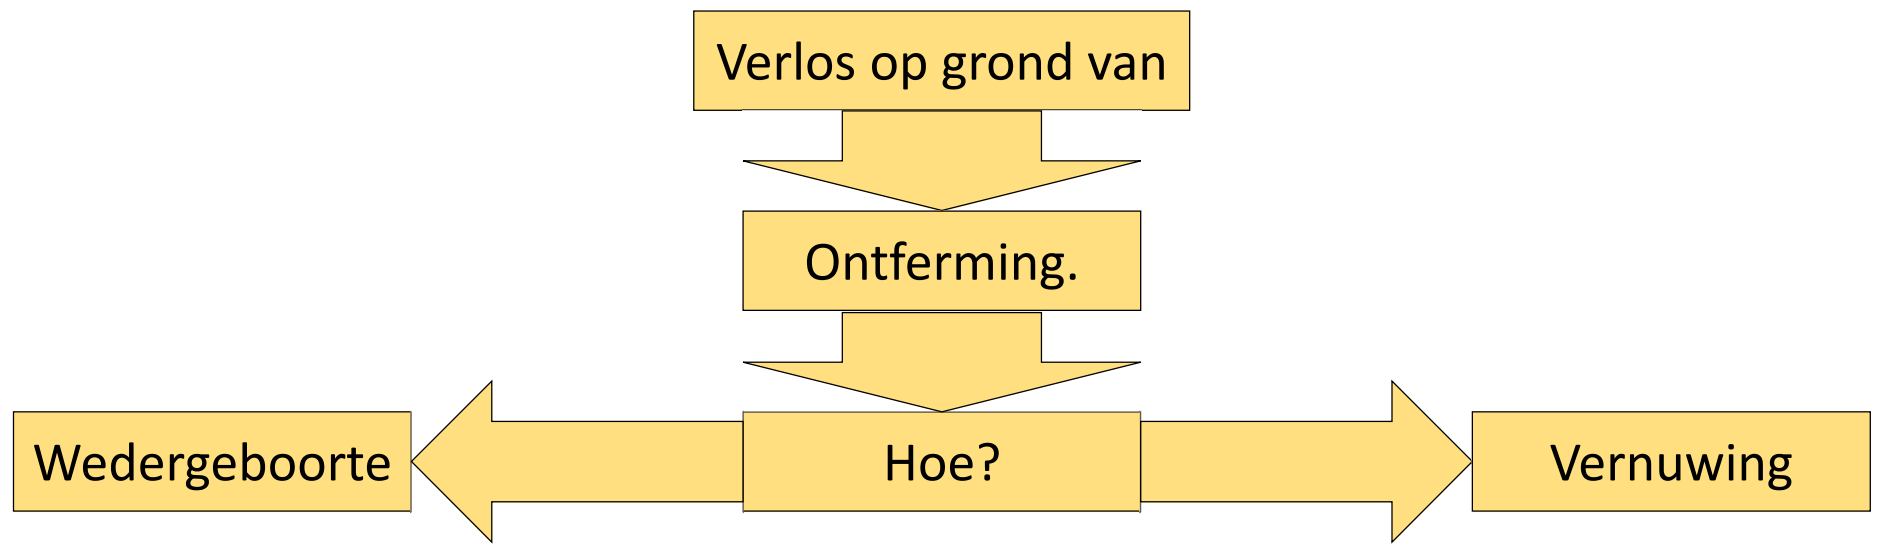 Verlos op grond van
Ontferming.
Wedergeboorte
Hoe?
Vernuwing